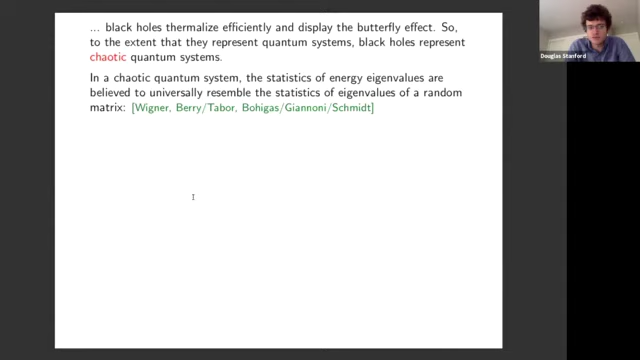 ... black holes thermalize efficiently and display the butterfly effect. So,
to the extent that they represent quantum systems, black holes represent
chaotic quantum systems.
In a chaotic quantum system, the statistics of energy eigenvalues are
believed to universally resemble the statistics of eigenvalues of a random
matrix: [Wigner, Berry/Tabor, Bohigas/Giannoni/Schmidt]
Douglas Stanford